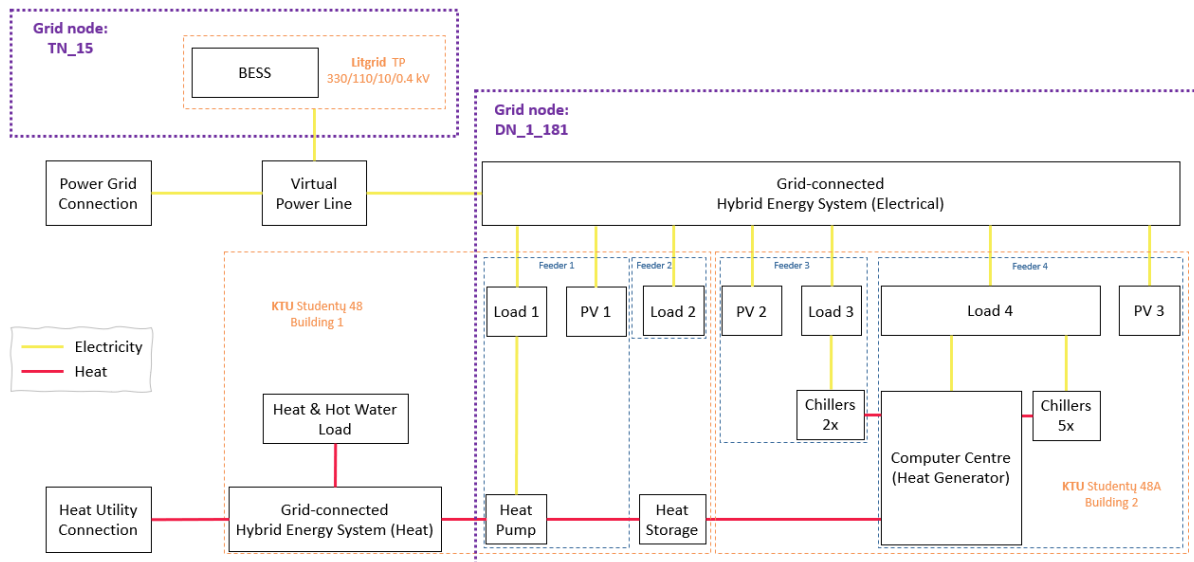 Grid node:
TN_15
BESS
Litgrid TP
330/110/10/0.4 kV
Grid node:
DN_1_181
Power Grid
Connection
Virtual
Power Line
Grid-connected
Hybrid Energy System (Electrical)
Feeder 1
Feeder 2
Feeder 3
Feeder 4
KTU Studentų 48
Building 1
Load 1
PV 1
Load 2
PV 2
Load 3
Load 4
PV 3
Electricity
Heat
Heat & Hot Water
Load
Chillers
2x
Chillers
5x
Computer Centre
(Heat Generator)
KTU Studentų 48A
Building 2
Heat Utility
Connection
Grid-connected
Hybrid Energy System (Heat)
Heat
Pump
Heat
Storage